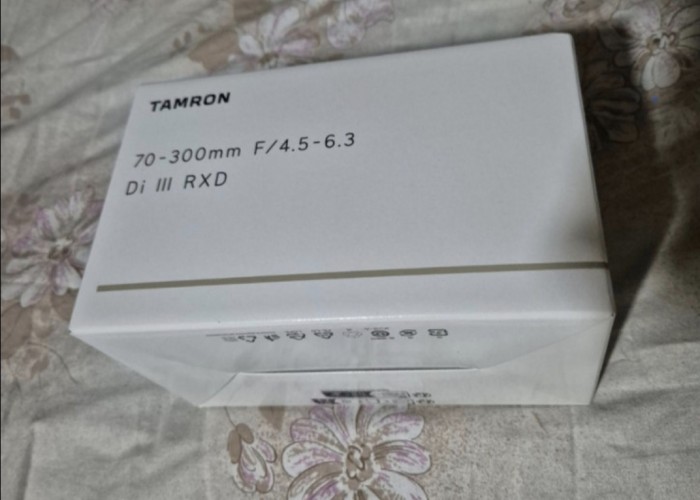 TAMRON
70-300mm F/4.5-6.3
Di III RXD